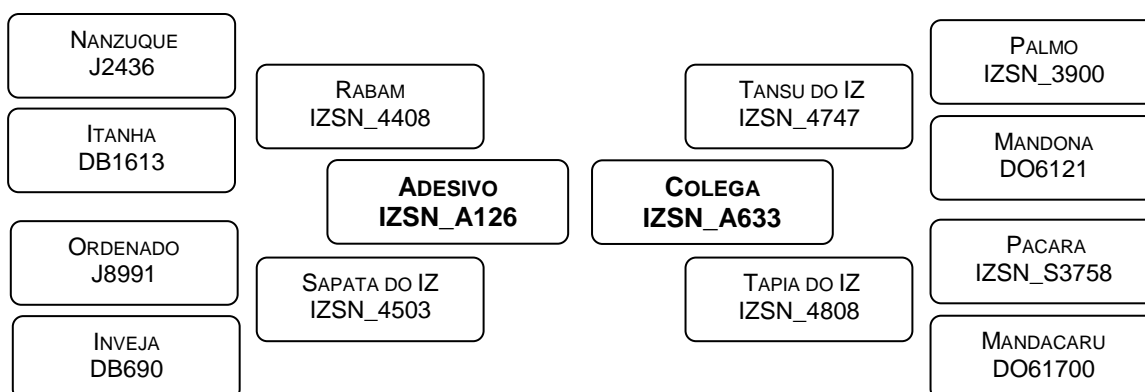 NANZUQUE
J2436
ITANHA
DB1613
ORDENADO
J8991
INVEJA
DB690
RABAM
IZSN_4408
SAPATA DO IZ
IZSN_4503
ADESIVO
IZSN_A126
COLEGA
IZSN_A633
TANSU DO IZ
IZSN_4747
TAPIA DO IZ
IZSN_4808
PALMO
IZSN_3900
MANDONA
DO6121
PACARA
IZSN_S3758
MANDACARU
DO61700